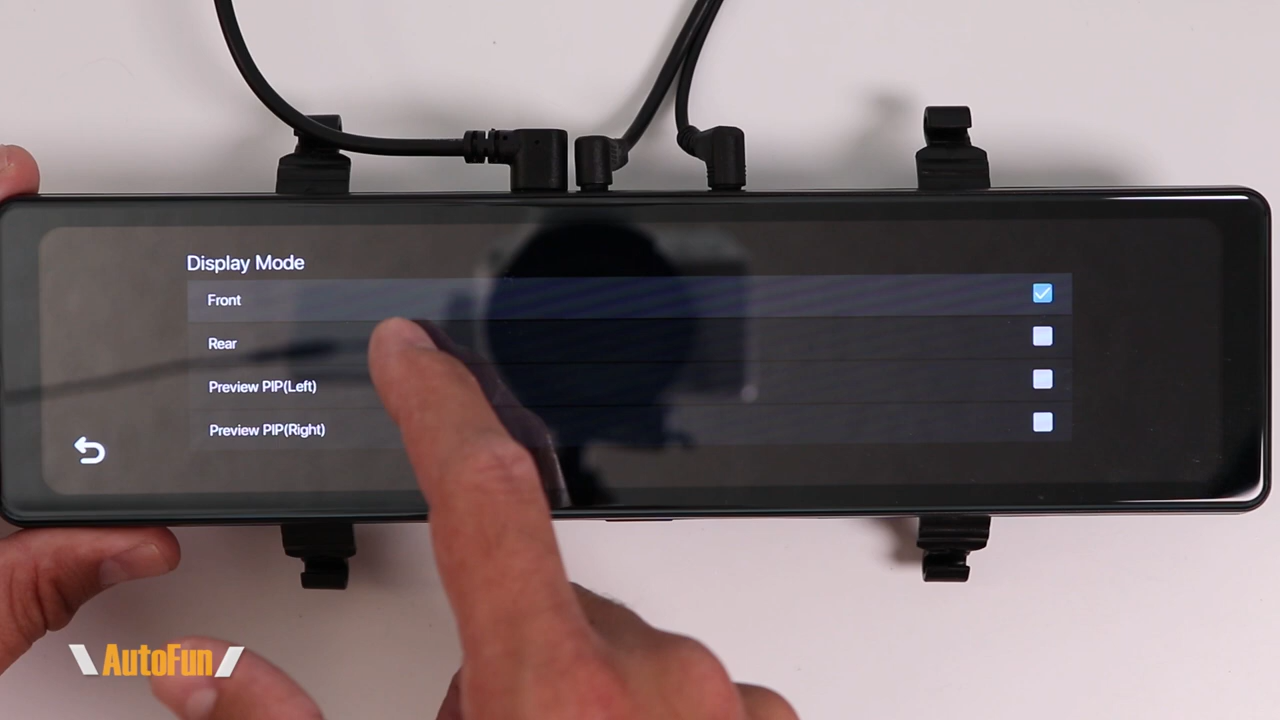 Display Mode
Front
Rear
Preview PIP(Left)
Preview PIP(Right)
AutoFun